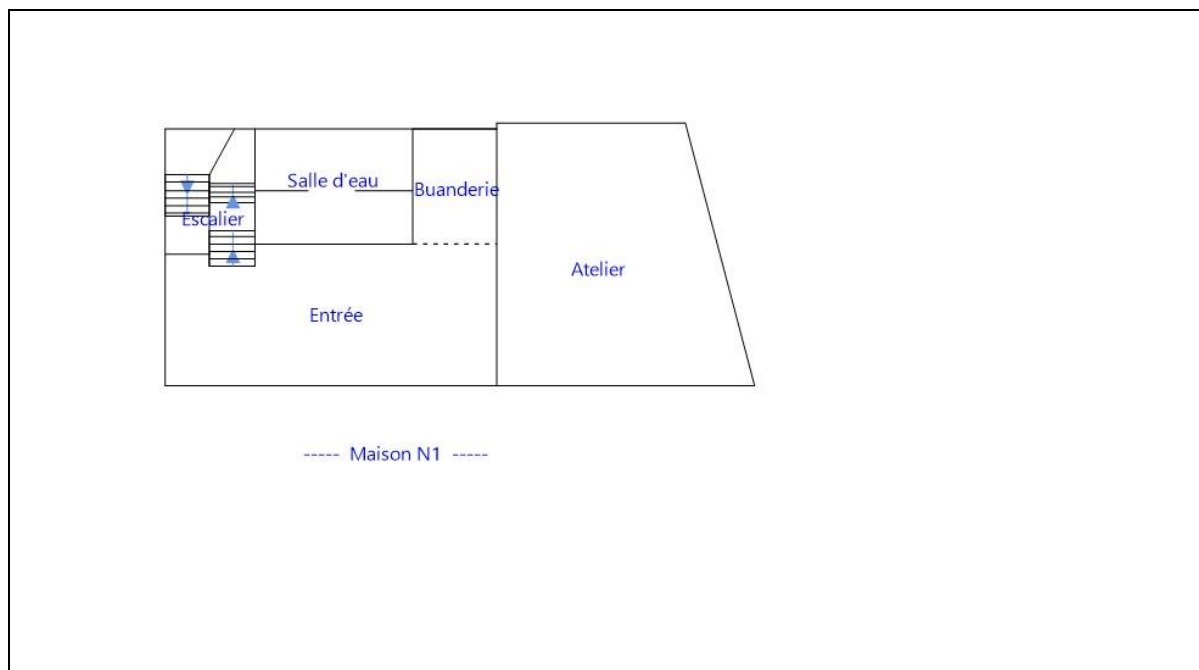 Salle d'eau
Buanderie
Escalier
Atelier
Entrée
----- Maison N1 -----